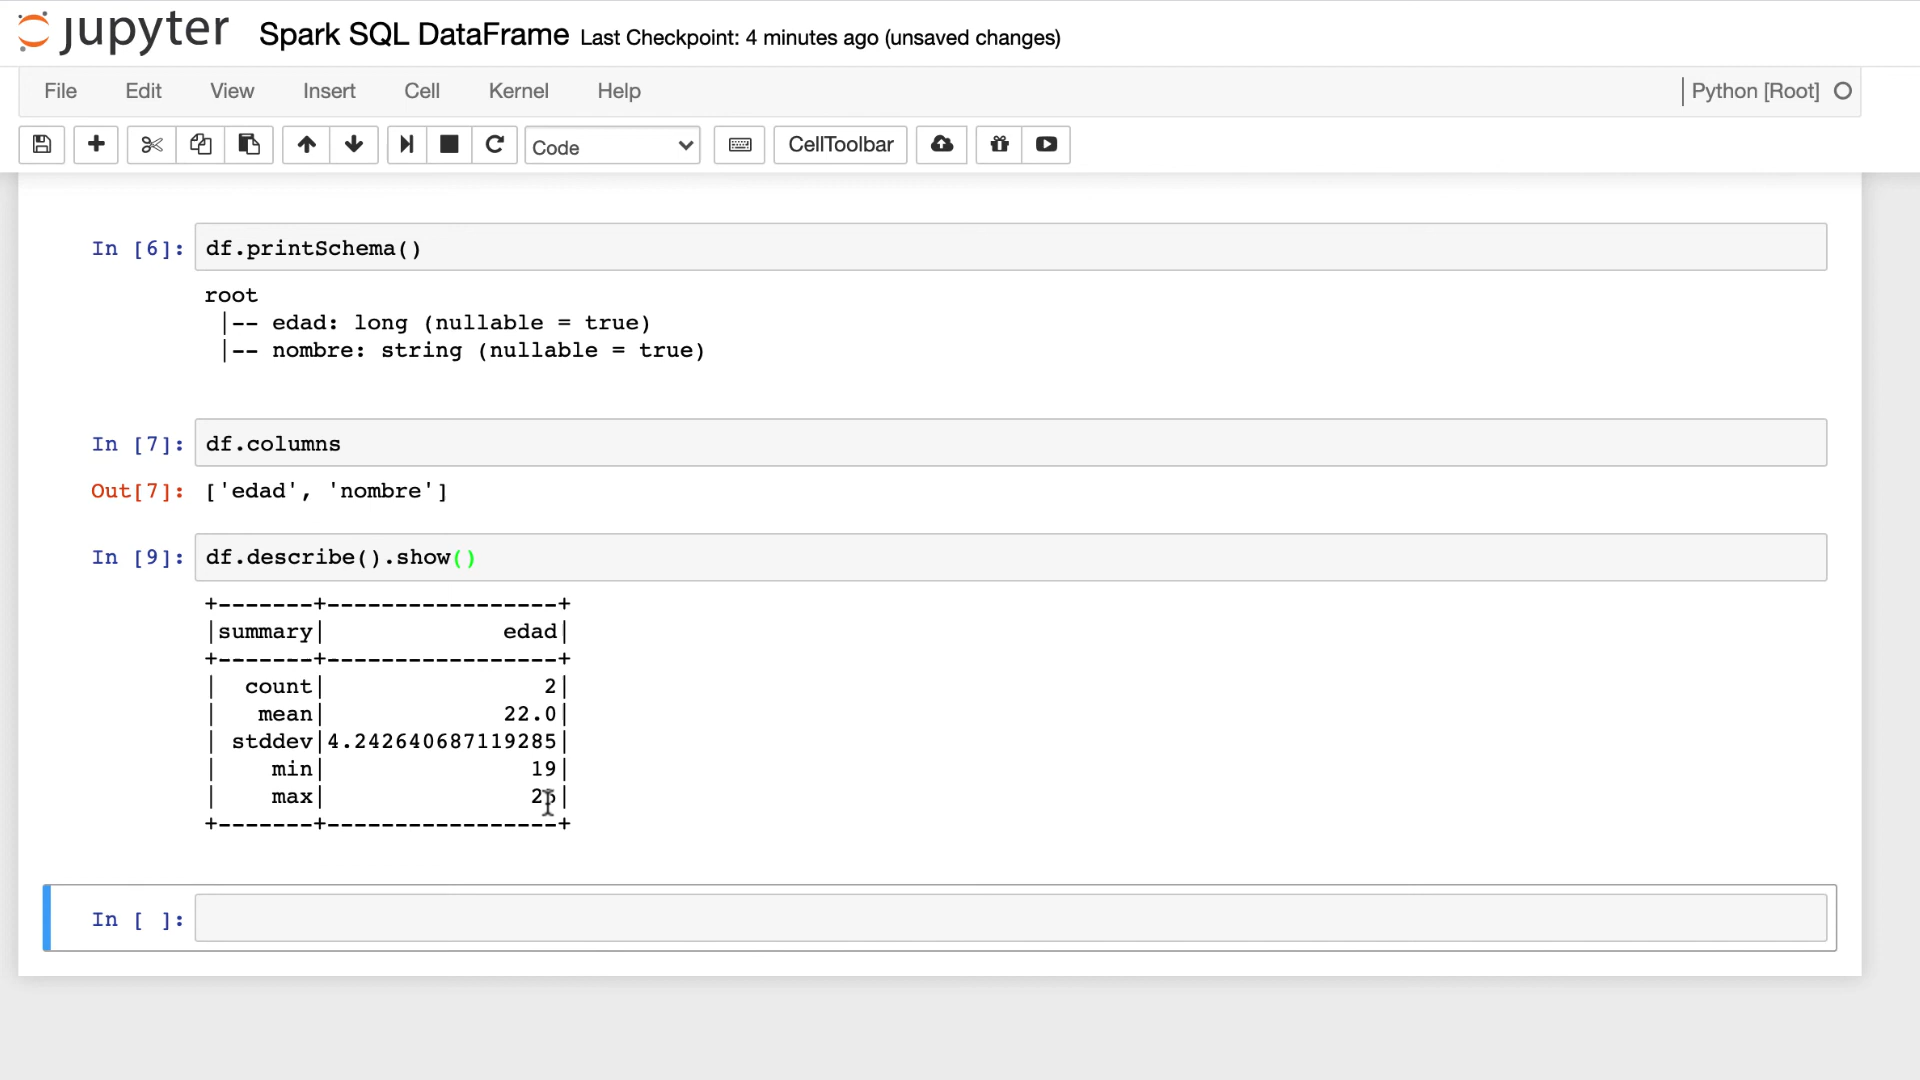 jupyter Spark SQL DataFrame Last Checkpoint: 4 minutes ago (unsaved changes)
File Edit View Insert Cell Kernel Help Python [Root]
Code CellToolbar
In [6]: df.printSchema()
root
 |-- edad: long (nullable = true)
 |-- nombre: string (nullable = true)
In [7]: df.columns
Out[7]: ['edad', 'nombre']
In [9]: df.describe().show()
+-------+-----------------+
|summary|             edad|
+-------+-----------------+
|  count|                2|
|   mean|             22.0|
| stddev|4.242640687119285|
|    min|               19|
|    max|               25|
+-------+-----------------+
In [ ]: